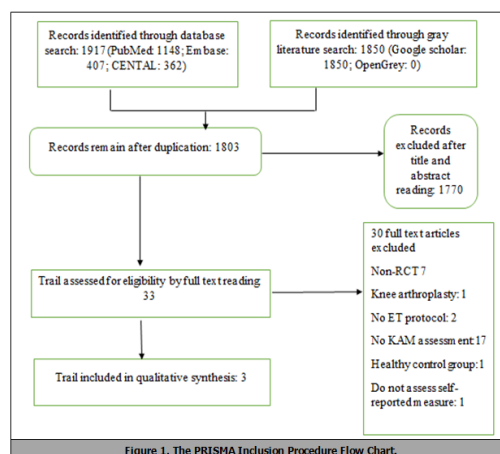 Records identified through database
search: 1917(PubMed: 1148; Em base:
407; CENTAL: 362)
Records identified through gray
literature search: 1850 (Google scholar:
1850; OpenGrey: 0)
Records remain after duplication: 1803
Records
excluded after
title and
abstract
reading: 1770
Trail assessed for eligibility by full text reading
33
30 full text articles
excluded
Non-RCT 7
Knee arthroplasty: 1
No ET protocol: 2
No KAM assessment: 17
Healthy control group: 1
Do not assess self-
reported measure: 1
Trail included in qualitative synthesis: 3
Figure 1. The PRISMA Inclusion Procedure Flow Chart.